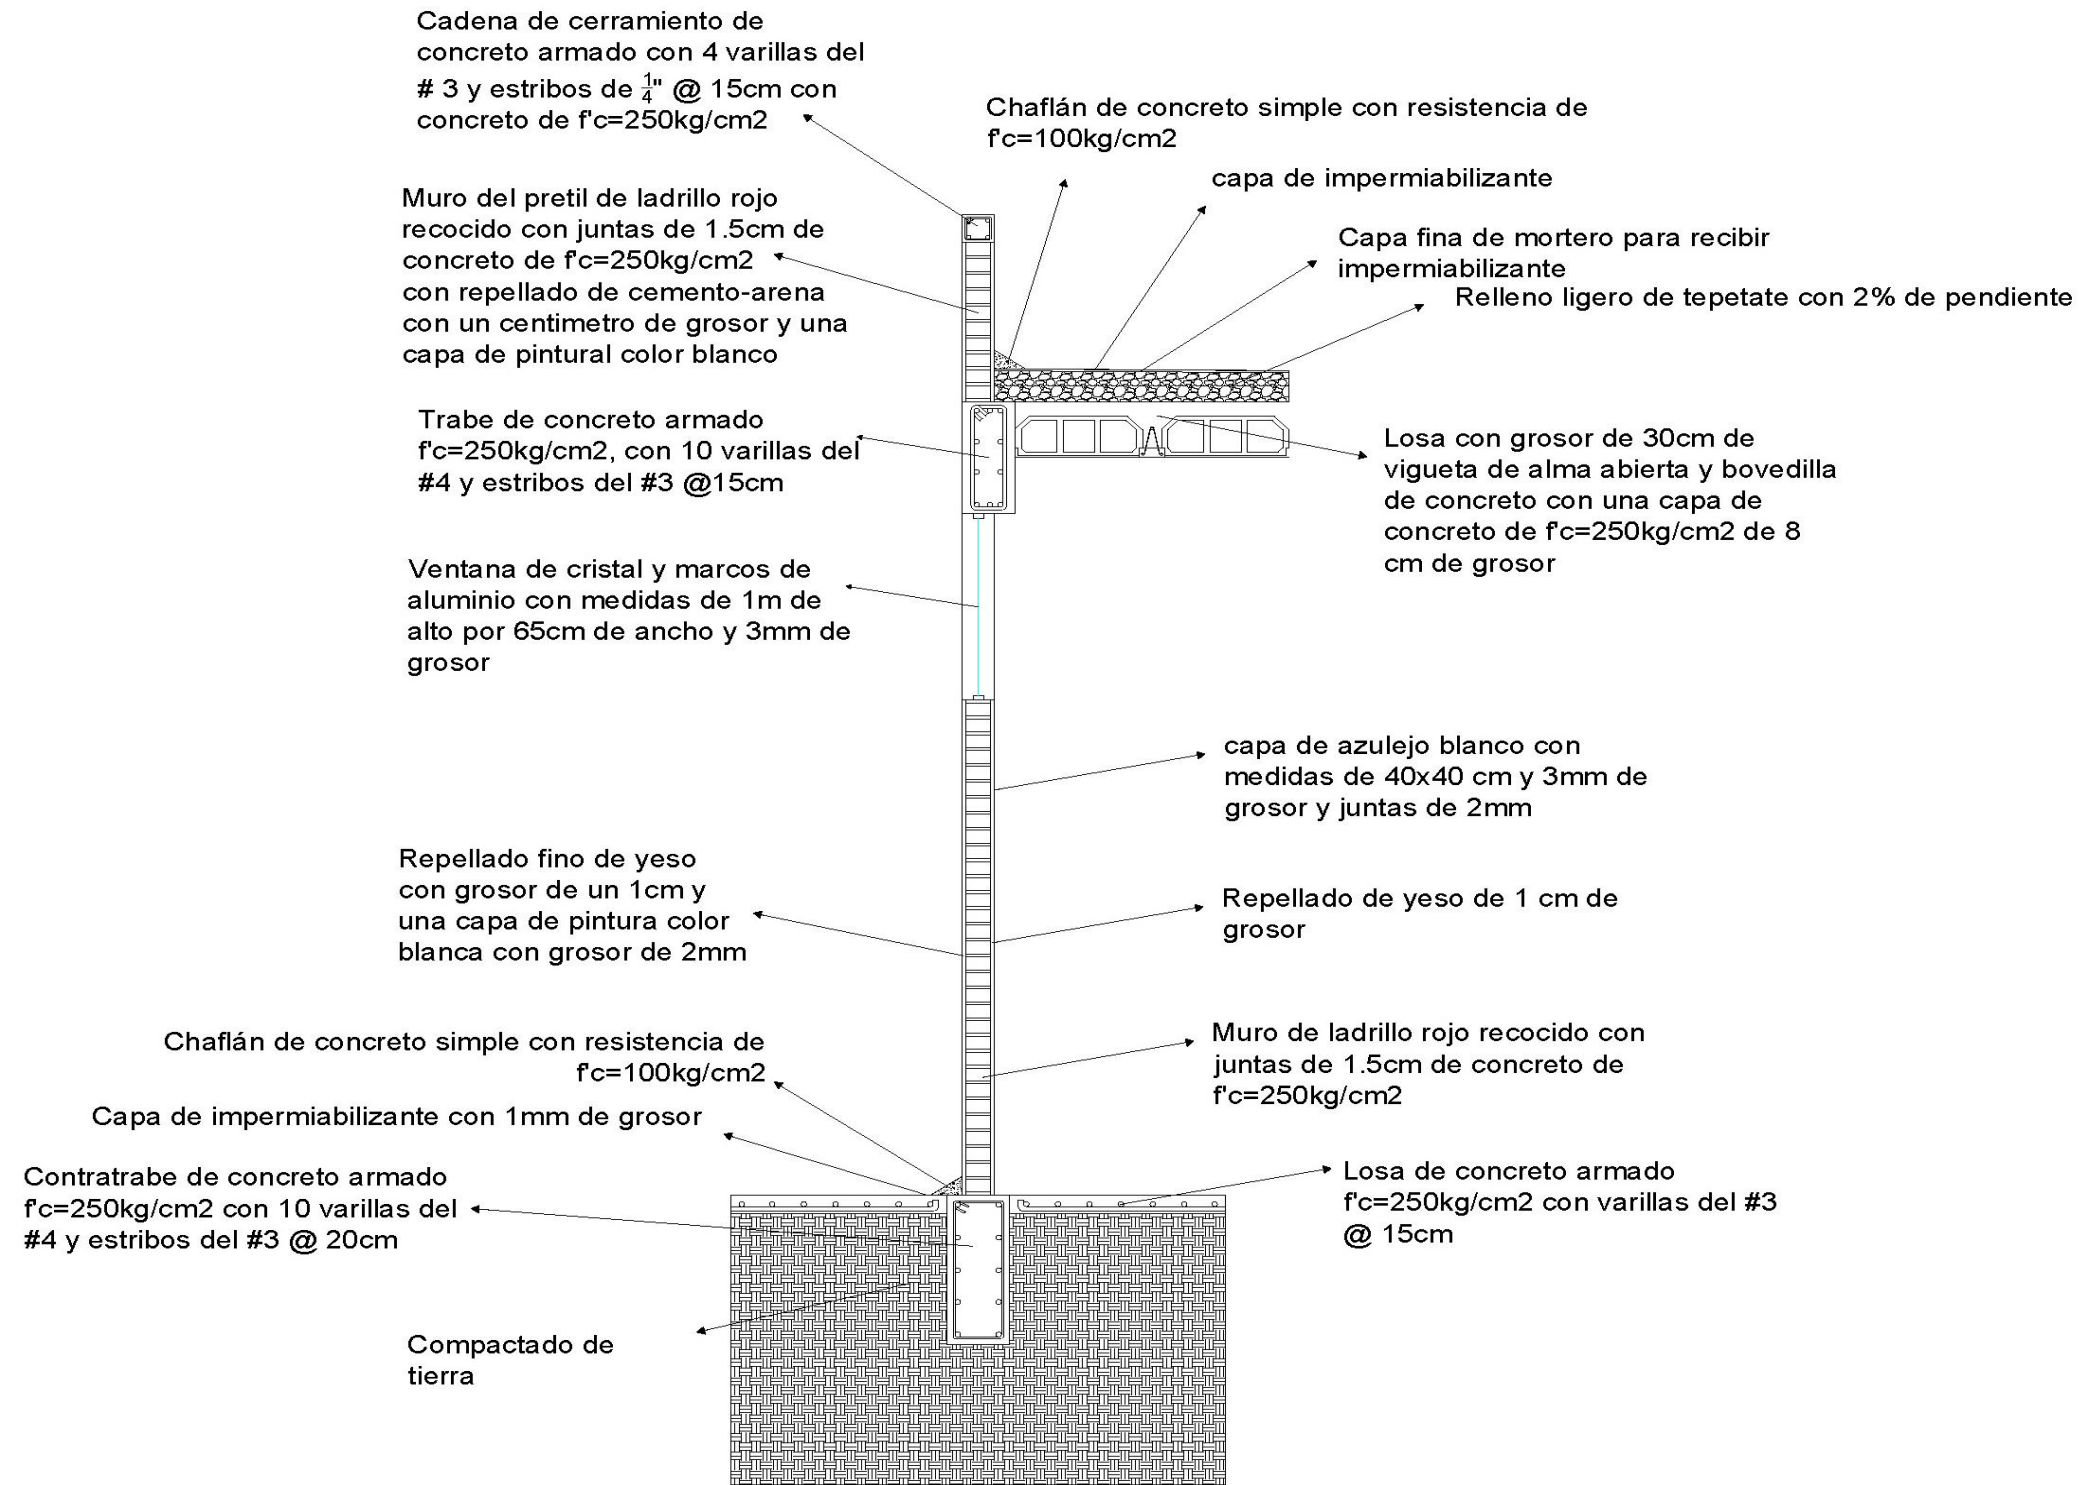 Cadena de cerramiento de
concreto armado con 4 varillas del
# 3 y estribos de 1/4" @ 15cm con
concreto de f'c=250kg/cm2
Chaflán de concreto simple con resistencia de
f'c=100kg/cm2
capa de impermiabilizante
Muro del pretil de ladrillo rojo
recocido con juntas de 1.5cm de
concreto de f'c=250kg/cm2
con repellado de cemento-arena
con un centimetro de grosor y una
capa de pintural color blanco
Capa fina de mortero para recibir
impermiabilizante
Relleno ligero de tepetate con 2% de pendiente
Trabe de concreto armado
f'c=250kg/cm2, con 10 varillas del
#4 y estribos del #3 @15cm
Losa con grosor de 30cm de
vigueta de alma abierta y bovedilla
de concreto con una capa de
concreto de f'c=250kg/cm2 de 8
cm de grosor
Ventana de cristal y marcos de
aluminio con medidas de 1m de
alto por 65cm de ancho y 3mm de
grosor
capa de azulejo blanco con
medidas de 40x40 cm y 3mm de
grosor y juntas de 2mm
Repellado fino de yeso
con grosor de un 1cm y
una capa de pintura color
blanca con grosor de 2mm
Repellado de yeso de 1 cm de
grosor
Chaflán de concreto simple con resistencia de
f'c=100kg/cm2
Muro de ladrillo rojo recocido con
juntas de 1.5cm de concreto de
f'c=250kg/cm2
Capa de impermiabilizante con 1mm de grosor
Contratrabe de concreto armado
f'c=250kg/cm2 con 10 varillas del
#4 y estribos del #3 @ 20cm
Losa de concreto armado
f'c=250kg/cm2 con varillas del #3
@ 15cm
Compactado de
tierra